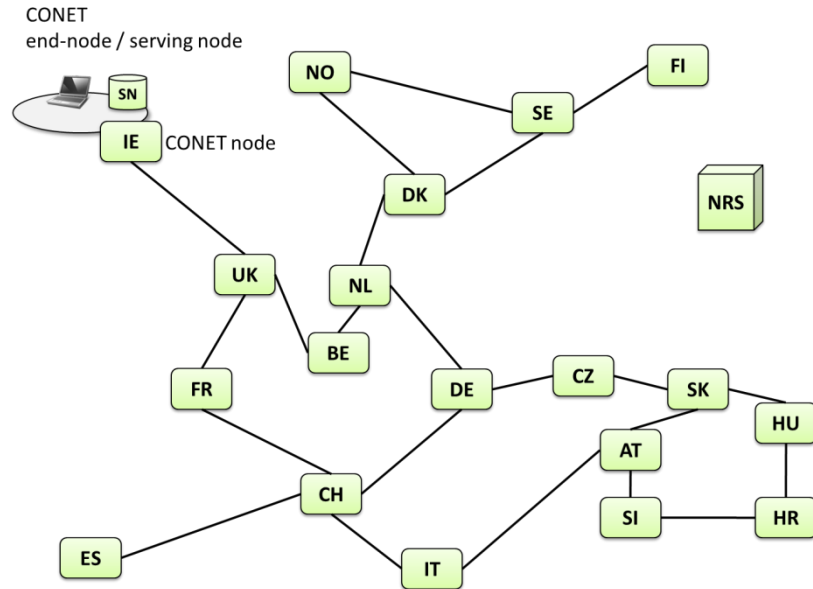 CONET
end-node / serving node
NO
FI
SN
SE
IE
CONET node
DK
NRS
UK
NL
BE
FR
DE
CZ
SK
HU
AT
CH
SI
HR
ES
IT